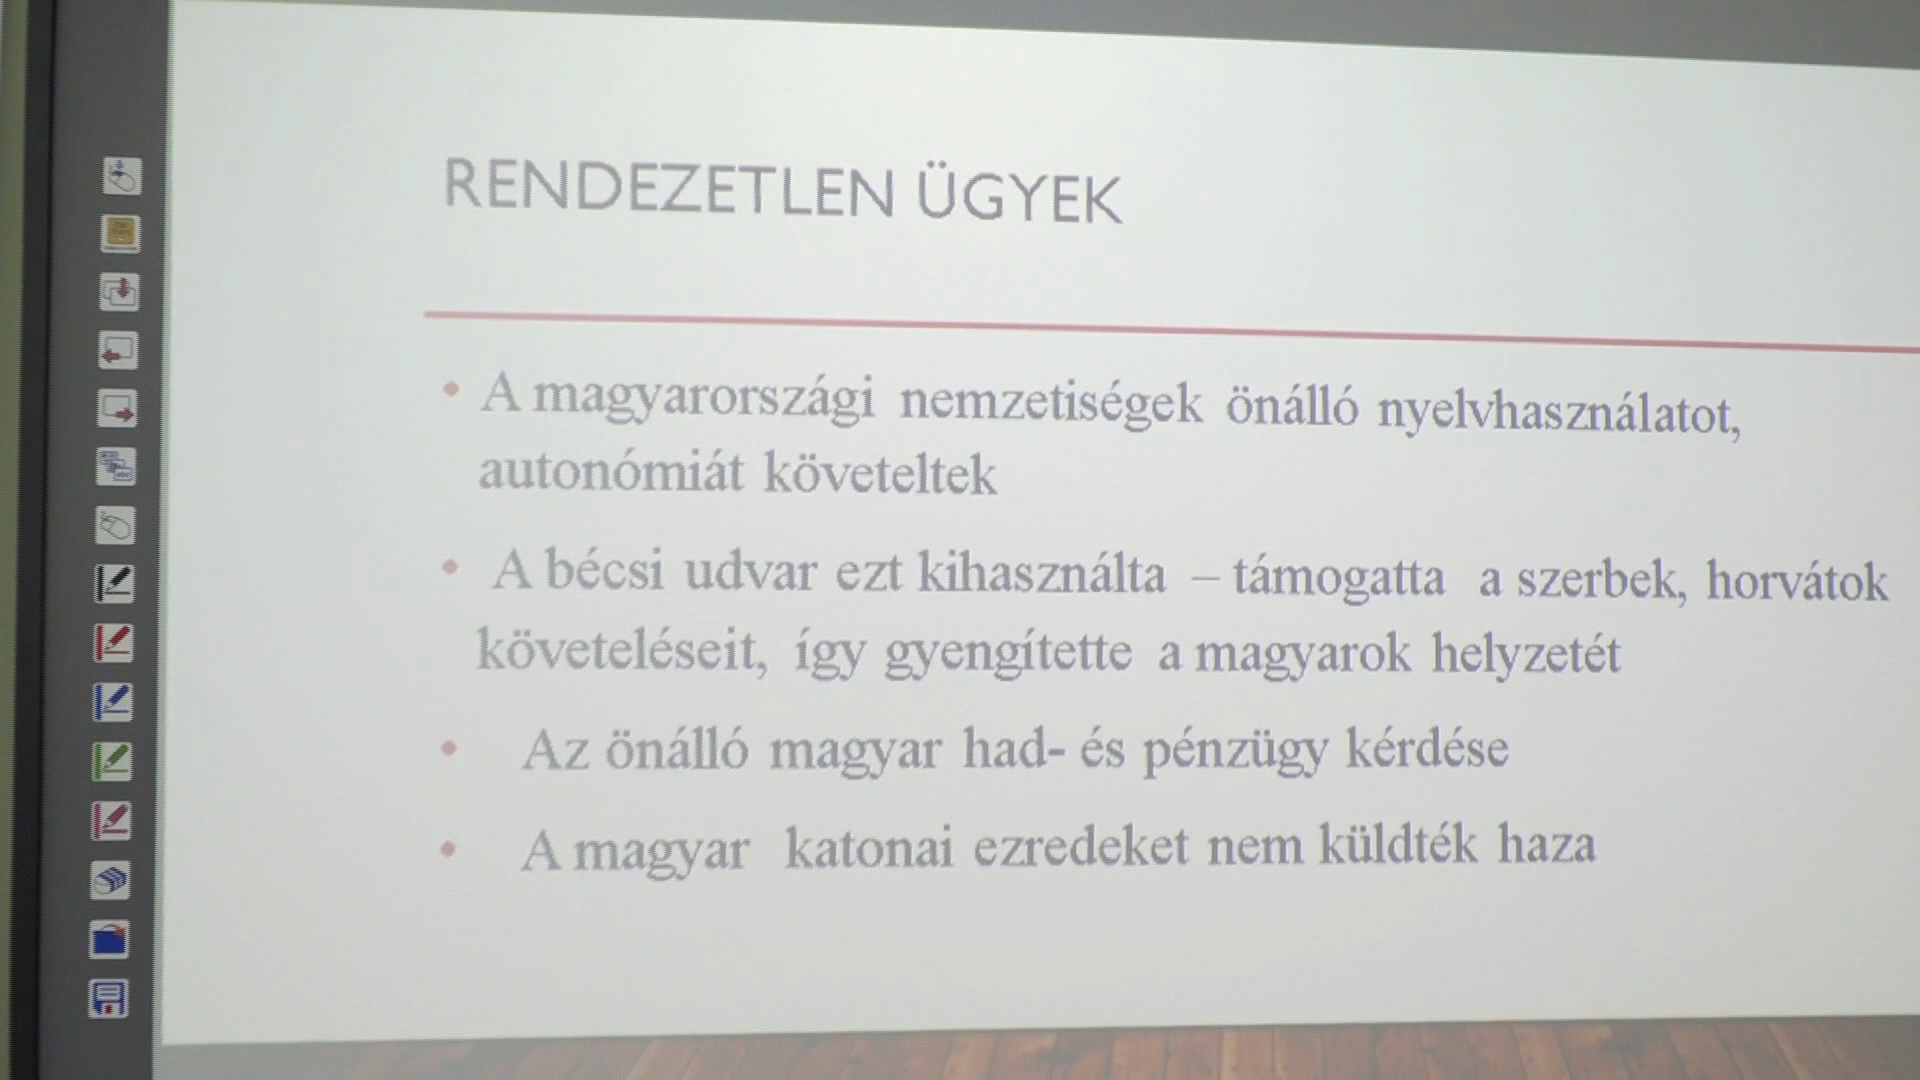 RENDEZETLEN ÜGYEK
• A magyarországi nemzetiségek önálló nyelvhasználatot,
autonómiát követeltek
• A bécsi udvar ezt kihasználta – támogatta a szerbek, horvátok
követeléseit, így gyengítette a magyarok helyzetét
• Az önálló magyar had- és pénzügy kérdése
• A magyar katonai ezredeket nem küldték haza